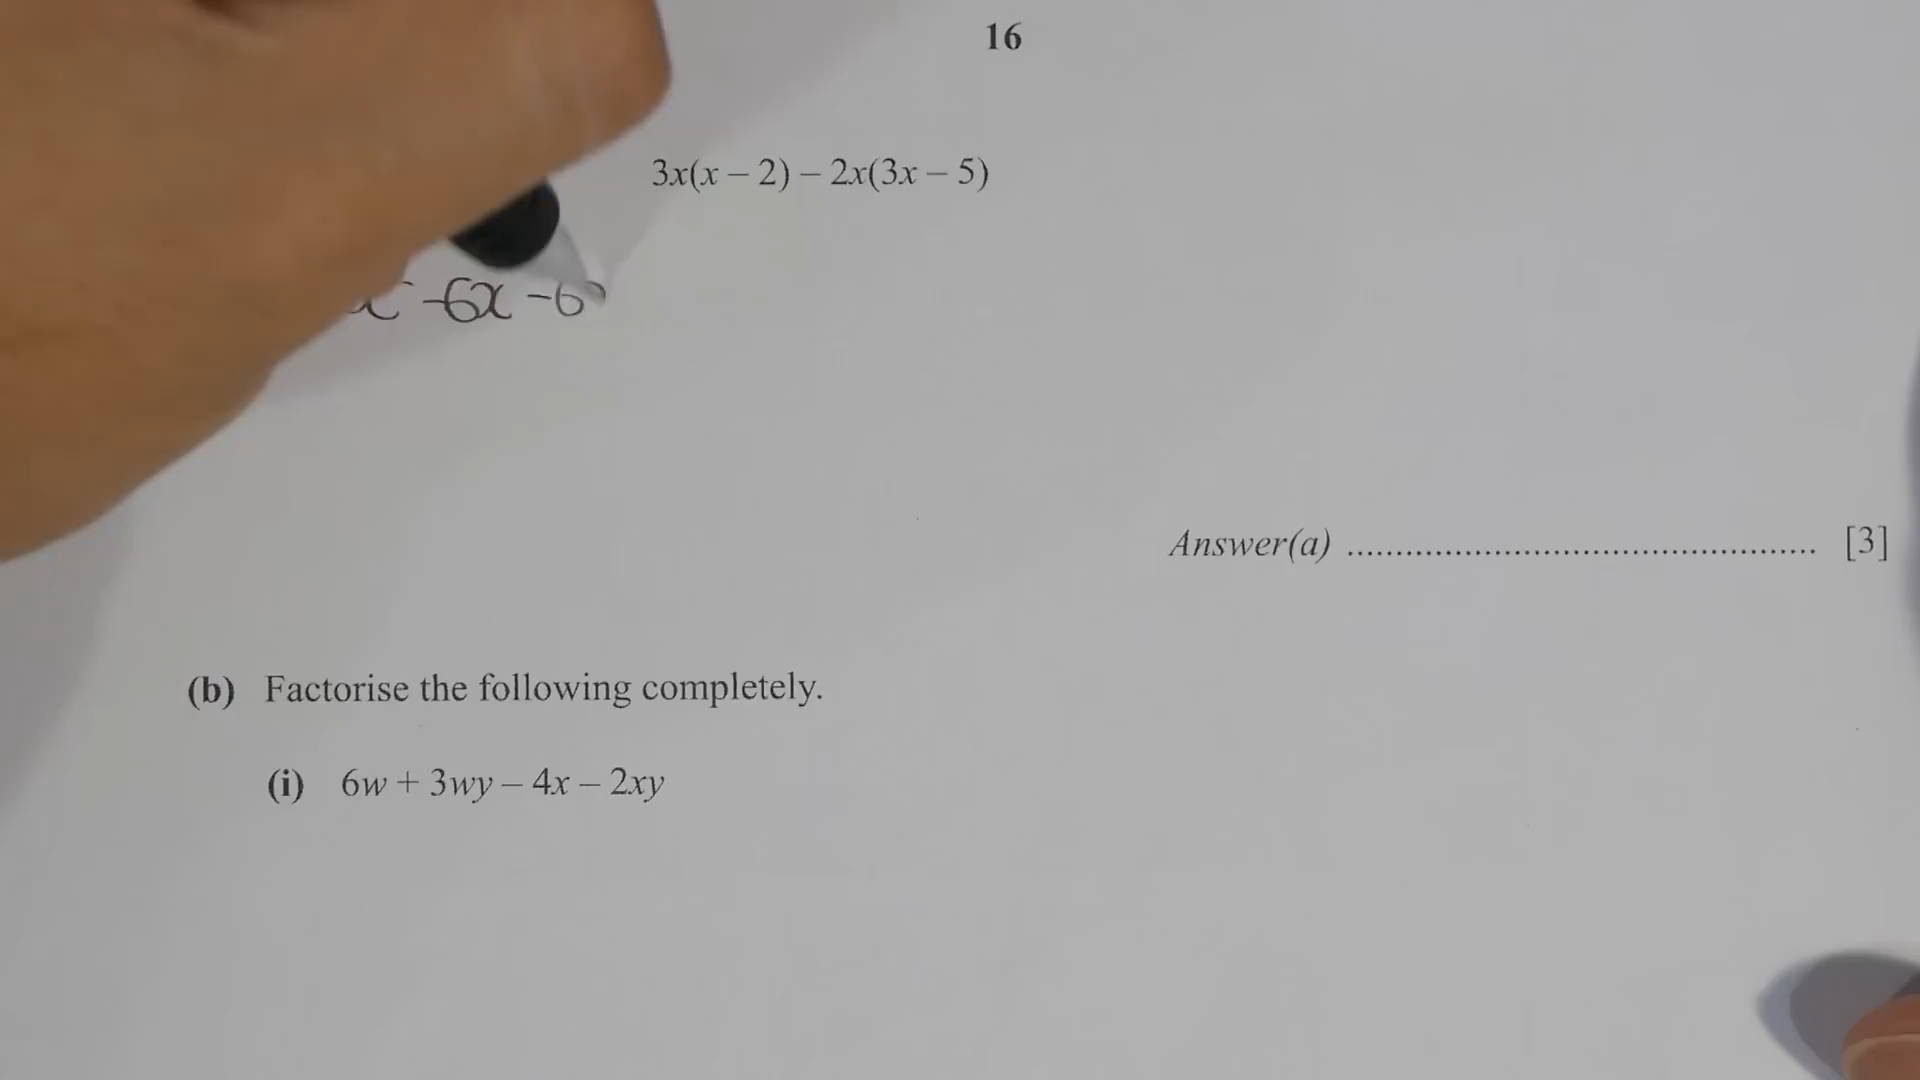 16
3x(x – 2) – 2x(3x – 5)
-6x -6
Answer(a) ................................................ [3]
(b) Factorise the following completely.
(i) 6w + 3wy – 4x – 2xy